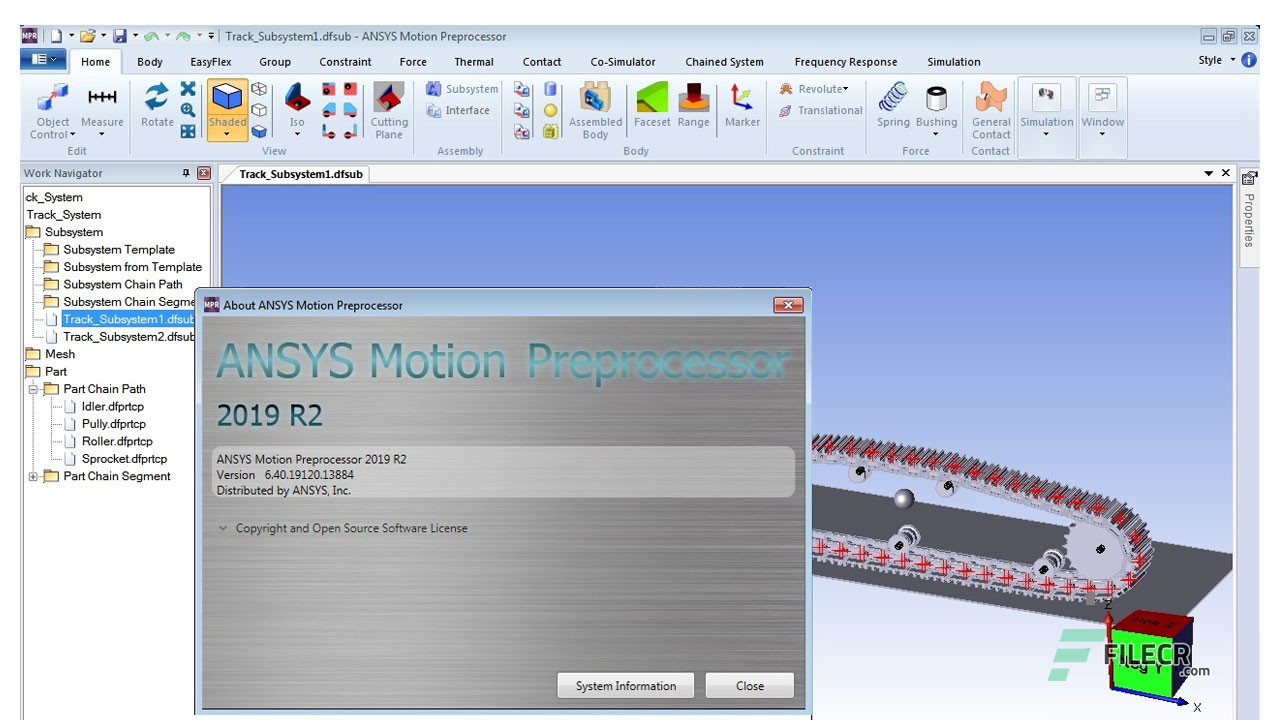 MPR Track_Subsystem1.dfsub - ANSYS Motion Preprocessor
Home Body EasyFlex Group Constraint Force Thermal Contact Co-Simulator Chained System Frequency Response Simulation Style
Object Control Measure Rotate Shaded Iso Cutting Plane Subsystem Interface Assembled Body Faceset Range Marker Revolute Translational Spring Bushing General Contact Simulation Window
Edit View Assembly Body Constraint Force Contact
Work Navigator
Track_Subsystem1.dfsub
Properties
ck_System
Track_System
Subsystem
Subsystem Template
Subsystem from Template
Subsystem Chain Path
Subsystem Chain Segme
Track_Subsystem1.dfsub
Track_Subsystem2.dfsub
Mesh
Part
Part Chain Path
Idler.dfprtcp
Pully.dfprtcp
Roller.dfprtcp
Sprocket.dfprtcp
Part Chain Segment
MPR About ANSYS Motion Preprocessor
ANSYS Motion Preprocessor
2019 R2
ANSYS Motion Preprocessor 2019 R2
Version 6.40.19120.13884
Distributed by ANSYS, Inc.
Copyright and Open Source Software License
System Information Close
Z
FILECR
.com
X